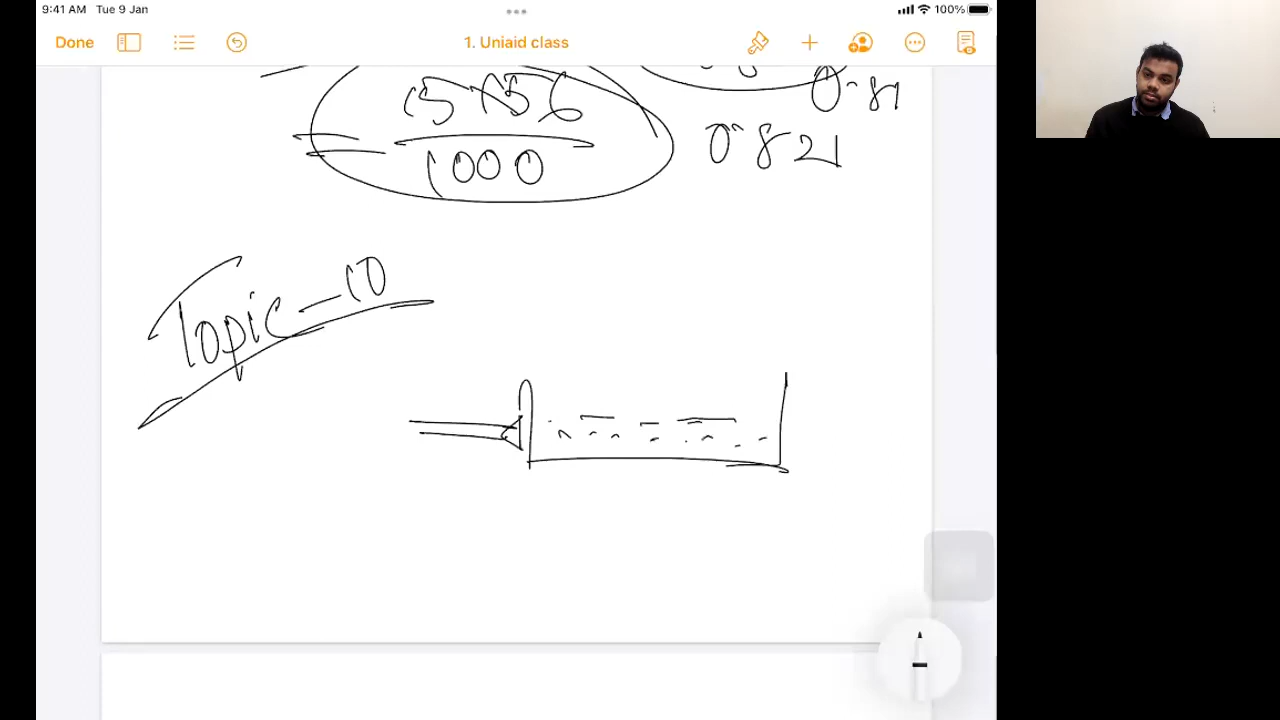 9:41 AM Tue 9 Jan
100%
Done
1. Uniaid class
1000
0.81
0.821
Topic-10